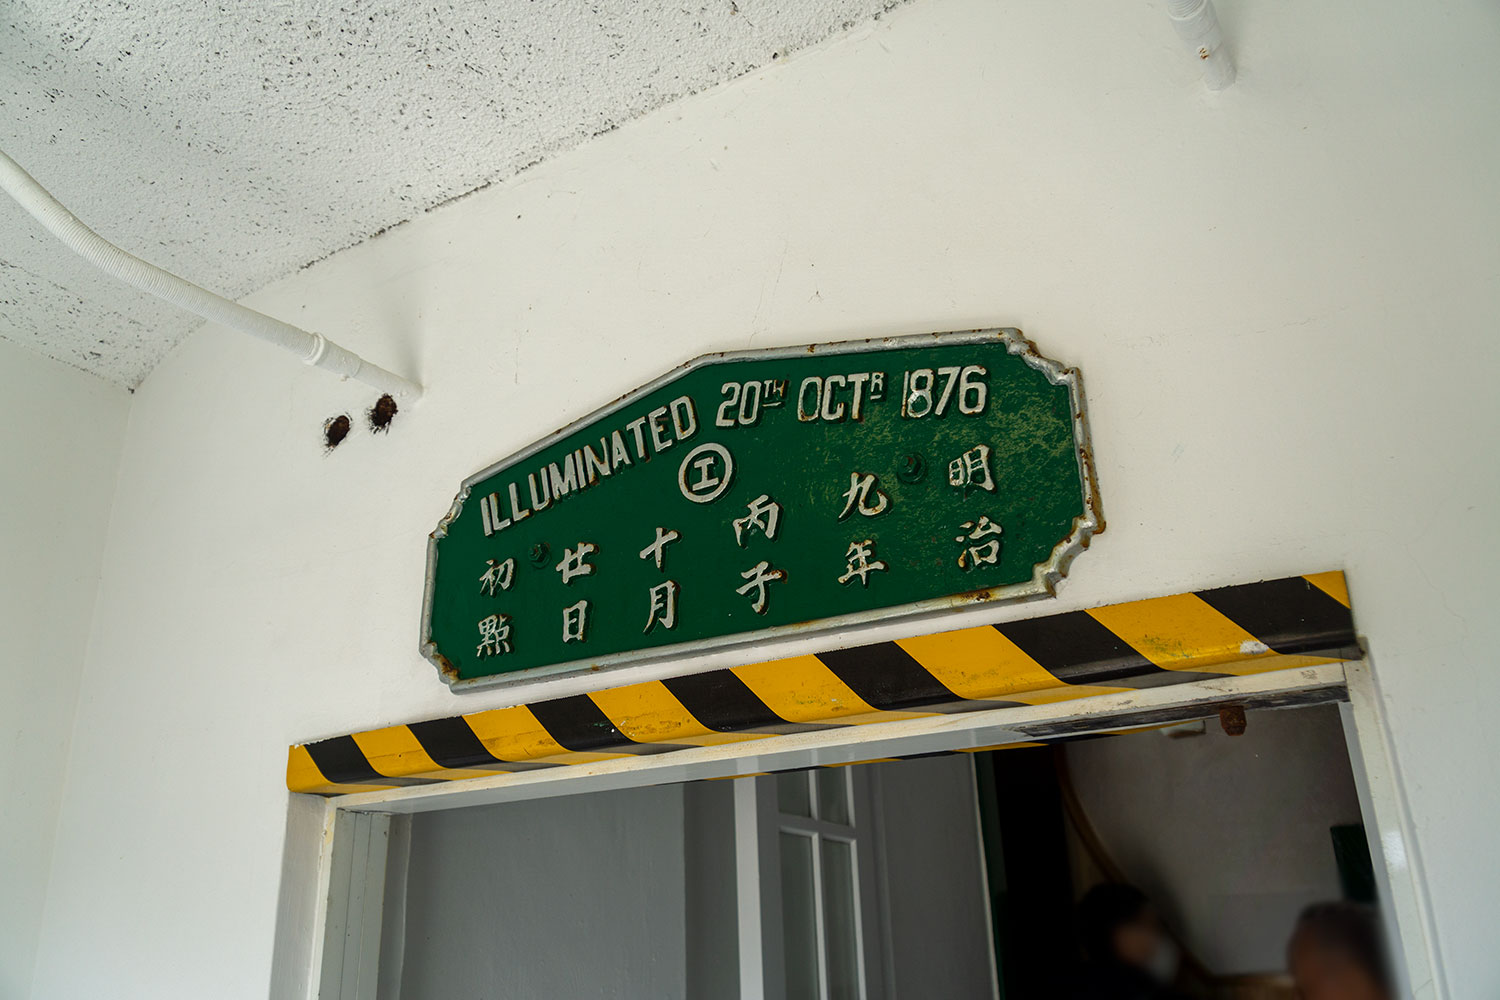 ILLUMINATED 20TH OCTR 1876
工
明治
九年
丙子
十月
廿日
初點